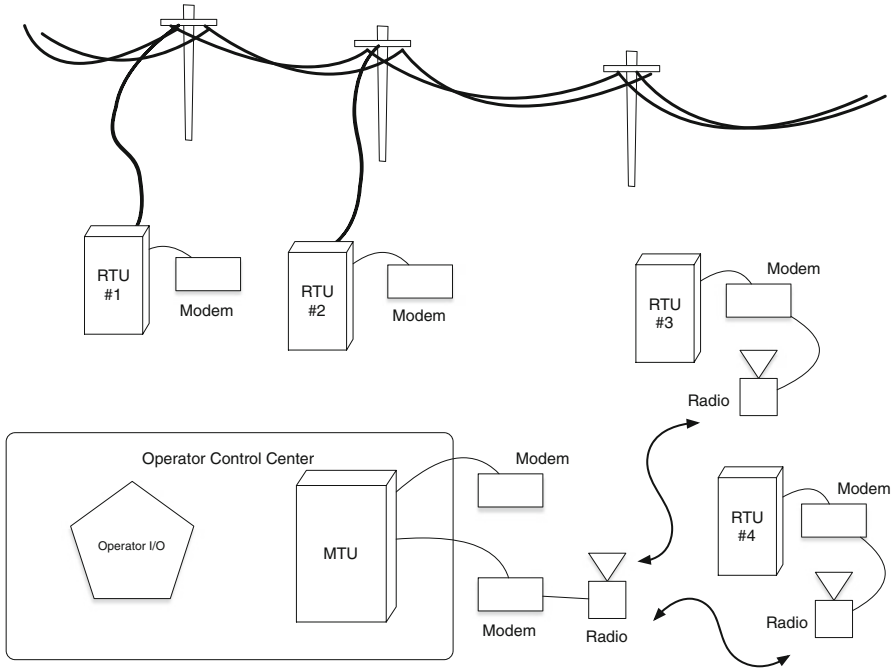 RTU
#1
Modem
RTU
#2
Modem
RTU
#3
Modem
Radio
Operator Control Center
Operator I/O
MTU
Modem
Modem
Radio
RTU
#4
Modem
Radio